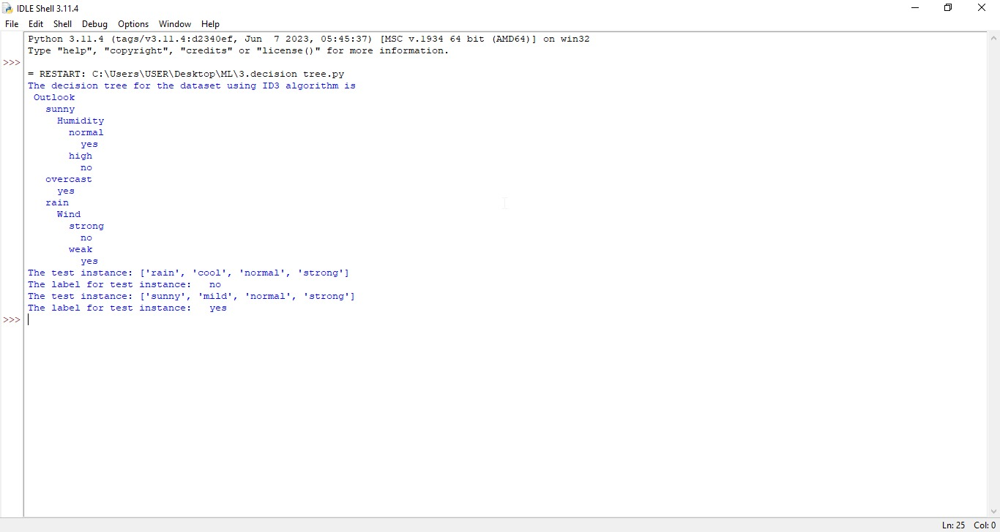 IDLE Shell 3.11.4
File Edit Shell Debug Options Window Help
Python 3.11.4 (tags/v3.11.4:d2340ef, Jun  7 2023, 05:45:37) [MSC v.1934 64 bit (AMD64)] on win32
Type "help", "copyright", "credits" or "license()" for more information.
>>>
= RESTART: C:\Users\USER\Desktop\ML\3.decision tree.py
The decision tree for the dataset using ID3 algorithm is
Outlook
sunny
Humidity
normal
yes
high
no
overcast
yes
rain
Wind
strong
no
weak
yes
The test instance: ['rain', 'cool', 'normal', 'strong']
The label for test instance:   no
The test instance: ['sunny', 'mild', 'normal', 'strong']
The label for test instance:   yes
>>>
Ln: 25 Col: 0